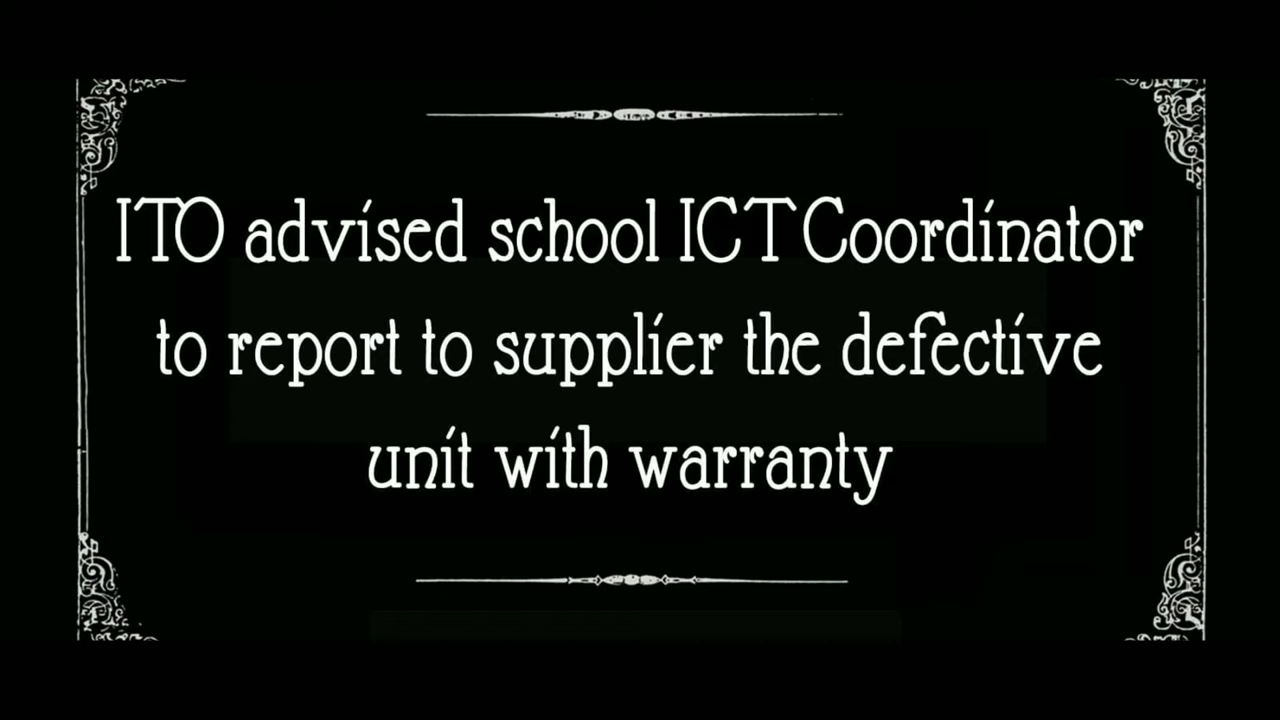 ITO advised school ICT Coordinator
to report to supplier the defective
unit with warranty